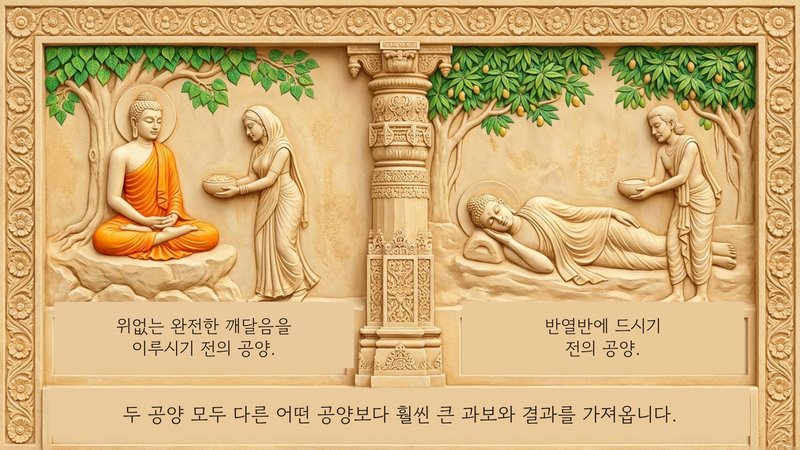 위없는 완전한 깨달음을
이루시기 전의 공양.
반열반에 드시기
전의 공양.
두 공양 모두 다른 어떤 공양보다 훨씬 큰 과보와 결과를 가져옵니다.